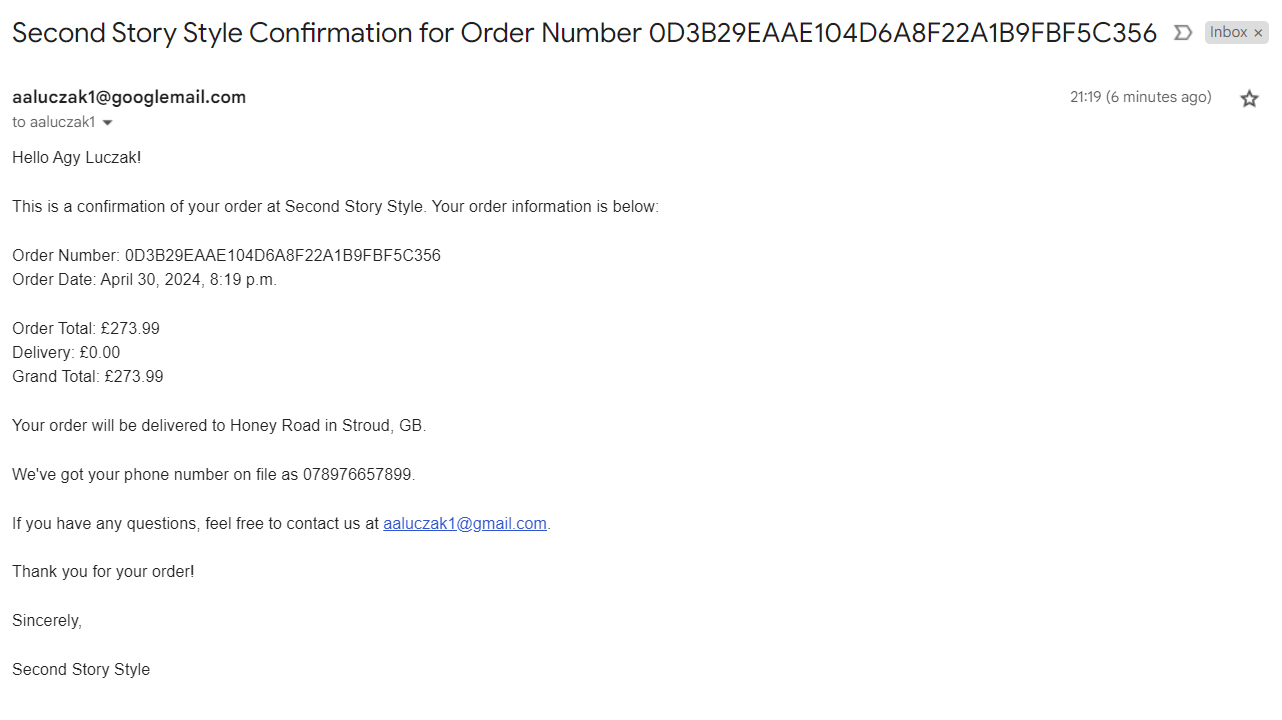 Second Story Style Confirmation for Order Number 0D3B29EAAE104D6A8F22A1B9FBF5C356 Inbox ×
aaluczak1@googlemail.com 21:19 (6 minutes ago)
to aaluczak1
Hello Agy Luczak!
This is a confirmation of your order at Second Story Style. Your order information is below:
Order Number: 0D3B29EAAE104D6A8F22A1B9FBF5C356
Order Date: April 30, 2024, 8:19 p.m.
Order Total: £273.99
Delivery: £0.00
Grand Total: £273.99
Your order will be delivered to Honey Road in Stroud, GB.
We've got your phone number on file as 078976657899.
If you have any questions, feel free to contact us at aaluczak1@gmail.com.
Thank you for your order!
Sincerely,
Second Story Style